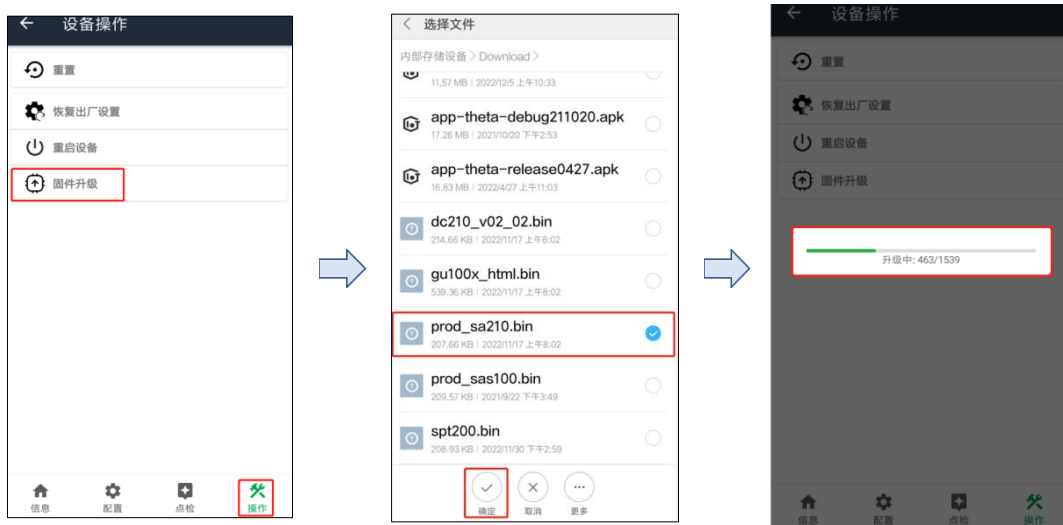 设备操作
重置
恢复出厂设置
重启设备
固件升级
信息
配置
点检
操作
选择文件
内部存储设备 > Download >
11.57 MB | 2022/12/5 上午10:33
app-theta-debug211020.apk
17.26 MB | 2021/10/20 下午2:53
app-theta-release0427.apk
16.83 MB | 2022/4/27 上午11:03
dc210_v02_02.bin
214.66 KB | 2022/11/17 上午8:02
gu100x_html.bin
539.36 KB | 2022/11/17 上午8:02
prod_sa210.bin
207.66 KB | 2022/11/17 上午8:02
prod_sas100.bin
209.57 KB | 2021/9/22 下午3:49
spt200.bin
206.93 KB | 2022/11/30 下午2:59
确定
取消
更多
设备操作
重置
恢复出厂设置
重启设备
固件升级
升级中: 463/1539
信息
配置
点检
操作